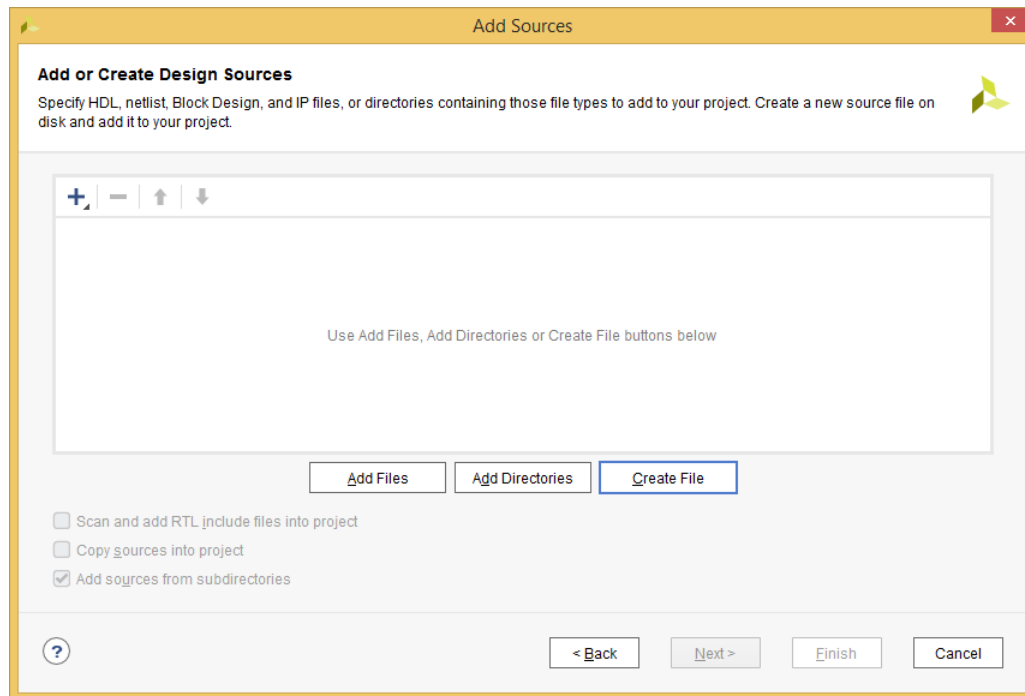 Add Sources
Add or Create Design Sources
Specify HDL, netlist, Block Design, and IP files, or directories containing those file types to add to your project. Create a new source file on
disk and add it to your project.
Use Add Files, Add Directories or Create File buttons below
Add Files
Add Directories
Create File
Scan and add RTL include files into project
Copy sources into project
Add sources from subdirectories
?
< Back
Next >
Finish
Cancel